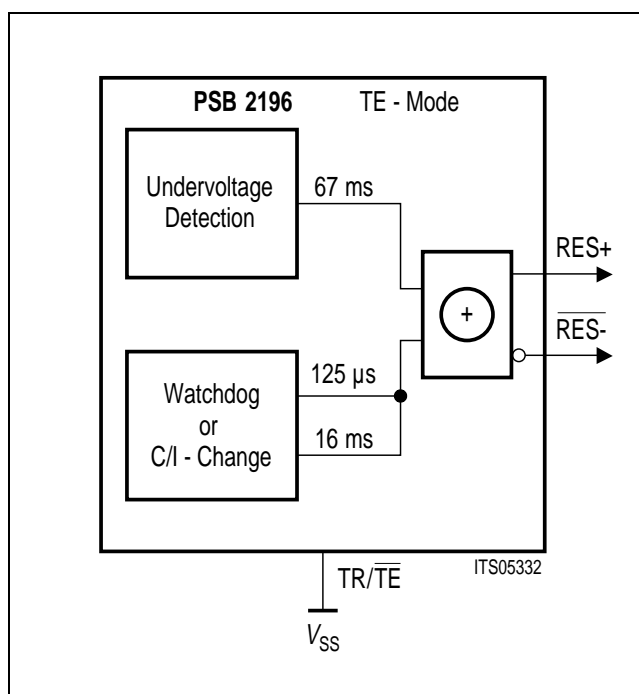 PSB 2196 TE - Mode
Undervoltage
Detection
67 ms
RES+
+
RES-
125 µs
Watchdog
or
C/I - Change
16 ms
ITS05332
TR/TE
VSS